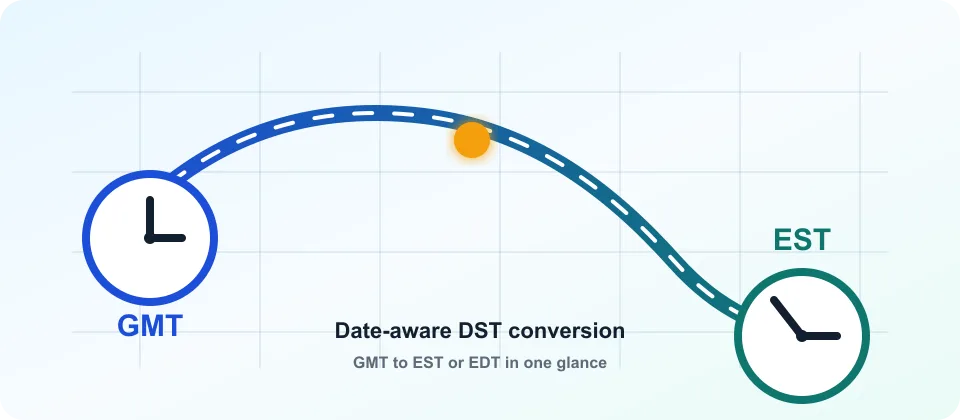 GMT
EST
Date-aware DST conversion
GMT to EST or EDT in one glance